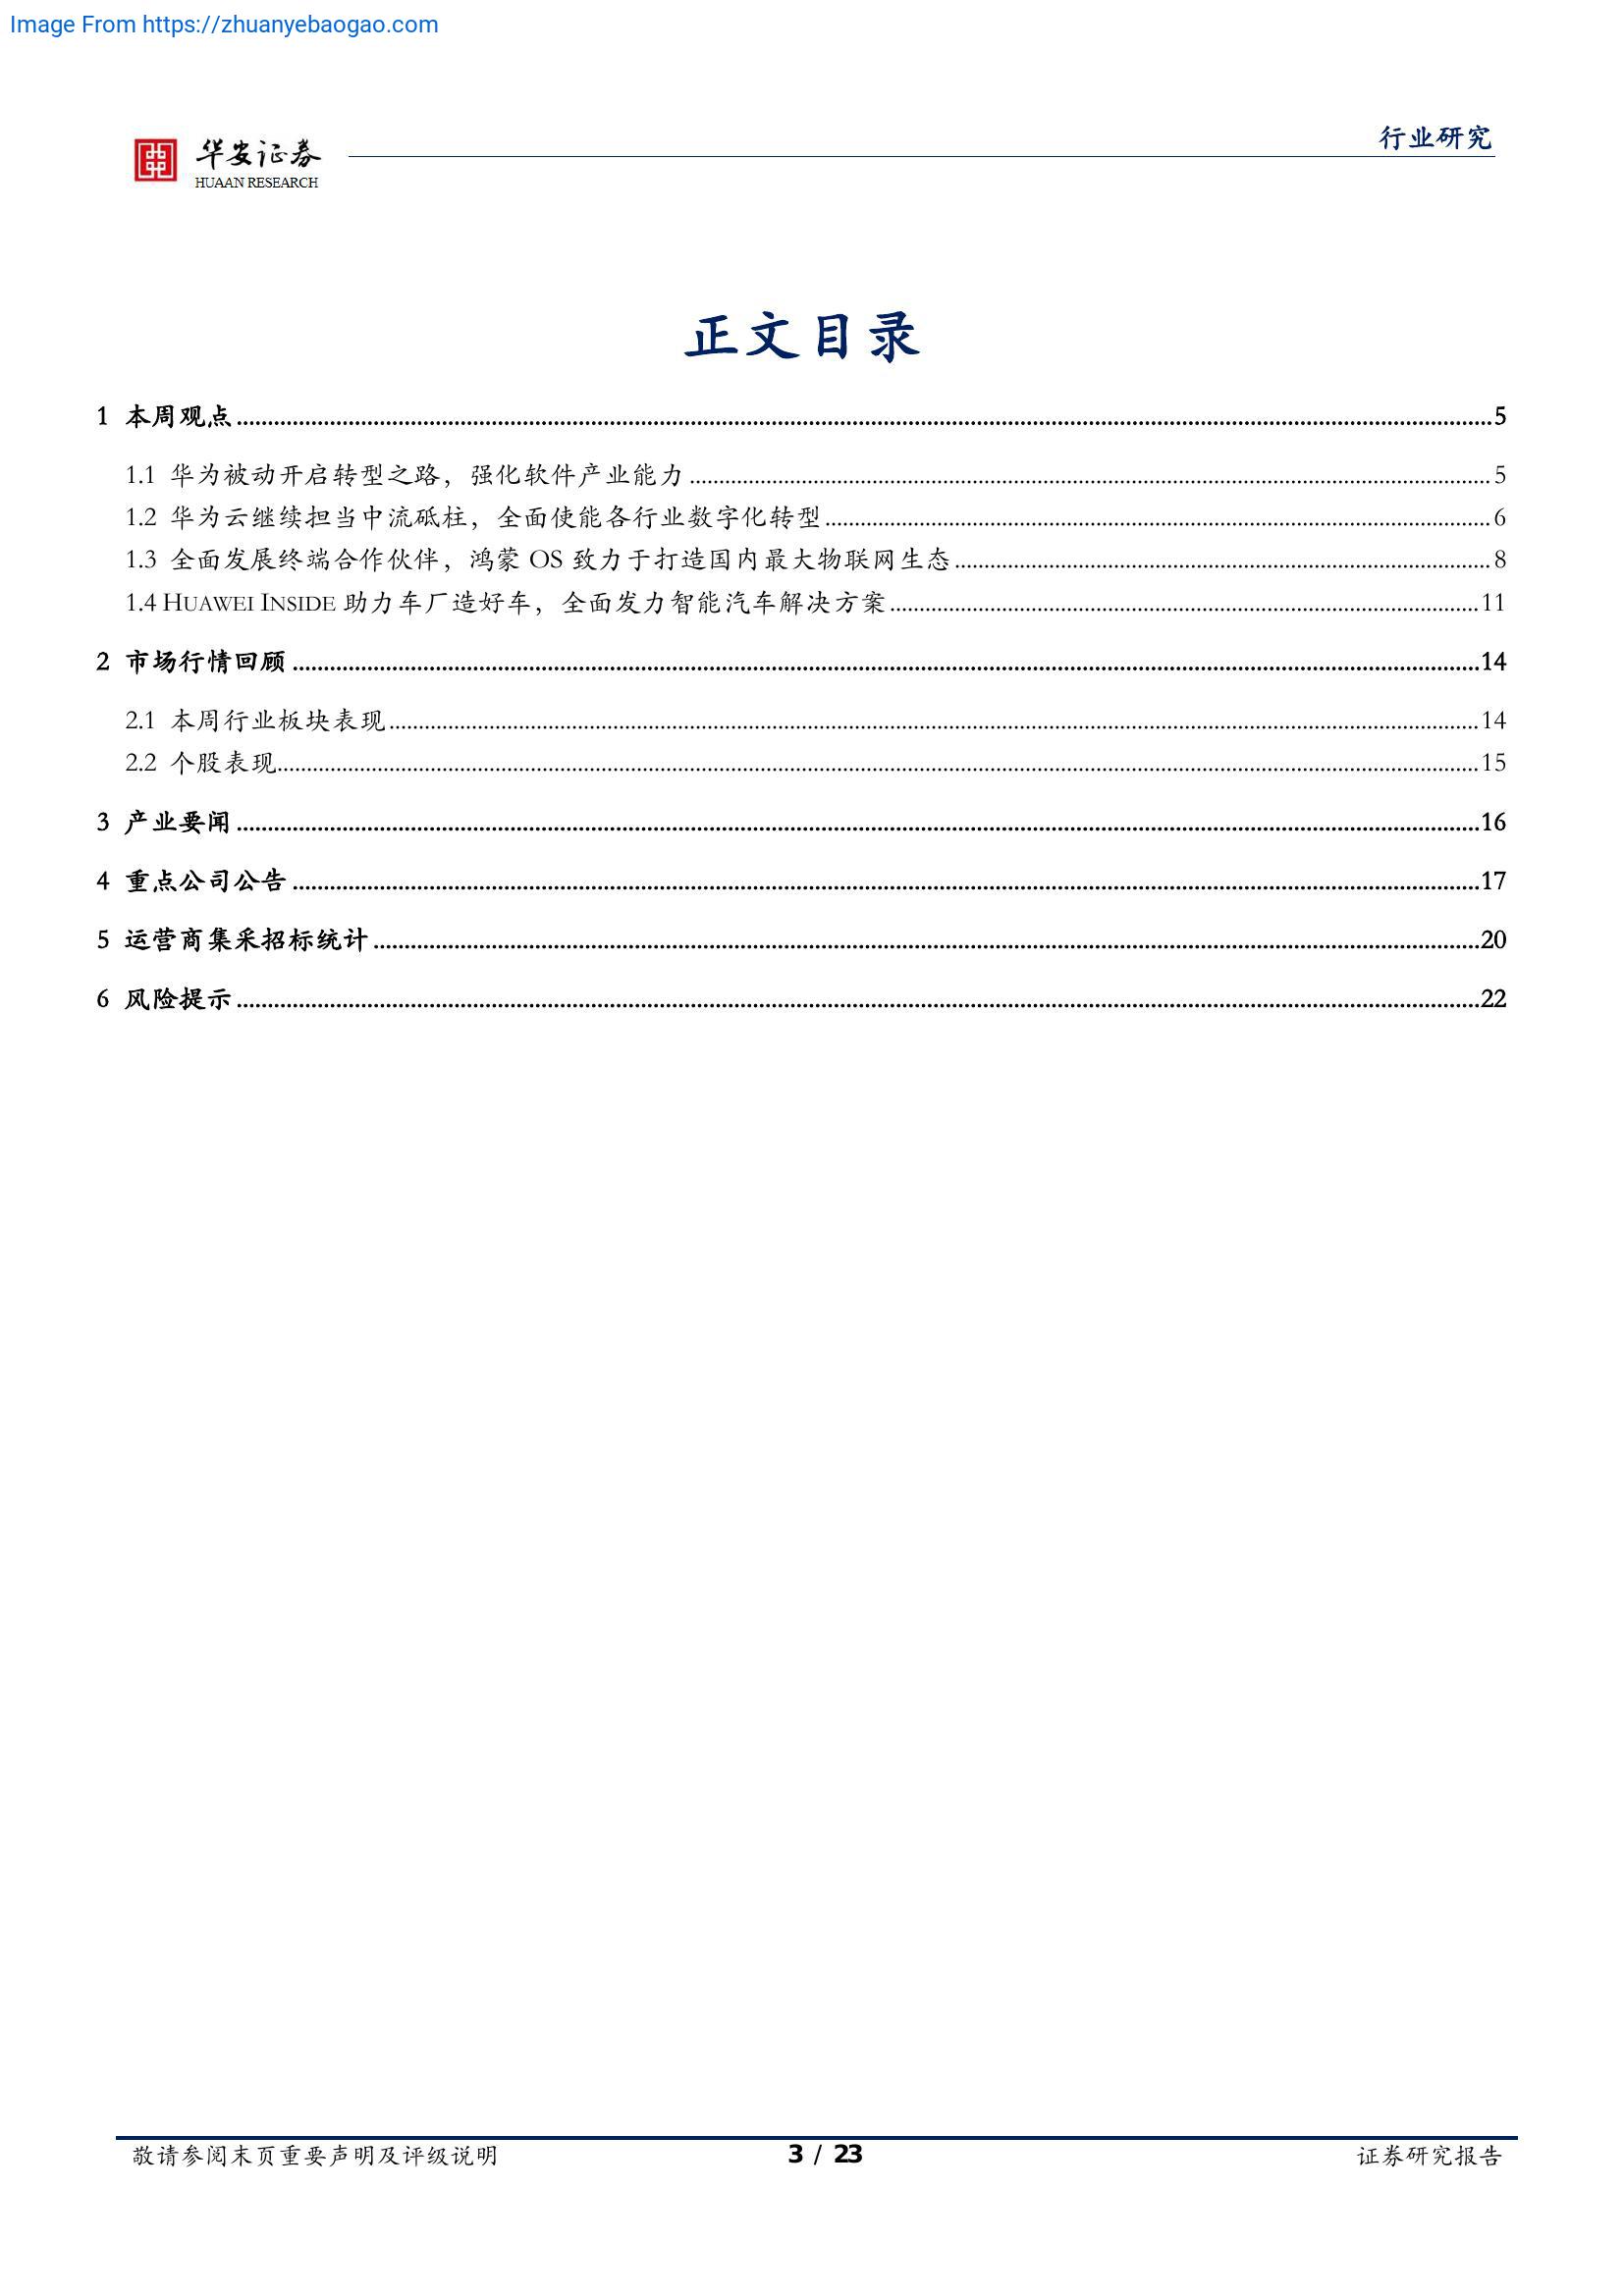 Image From https://zhuanyebaogao.com
行业研究
华安证券
HUAAN RESEARCH
正文目录
1 本周观点 5
1.1 华为被动开启转型之路，强化软件产业能力 5
1.2 华为云继续担当中流砥柱，全面使能各行业数字化转型 6
1.3 全面发展终端合作伙伴，鸿蒙 OS 致力于打造国内最大物联网生态 8
1.4 HUAWEI INSIDE 助力车厂造好车，全面发力智能汽车解决方案 11
2 市场行情回顾 14
2.1 本周行业板块表现 14
2.2 个股表现 15
3 产业要闻 16
4 重点公司公告 17
5 运营商集采招标统计 20
6 风险提示 22
敬请参阅末页重要声明及评级说明 3 / 23 证券研究报告